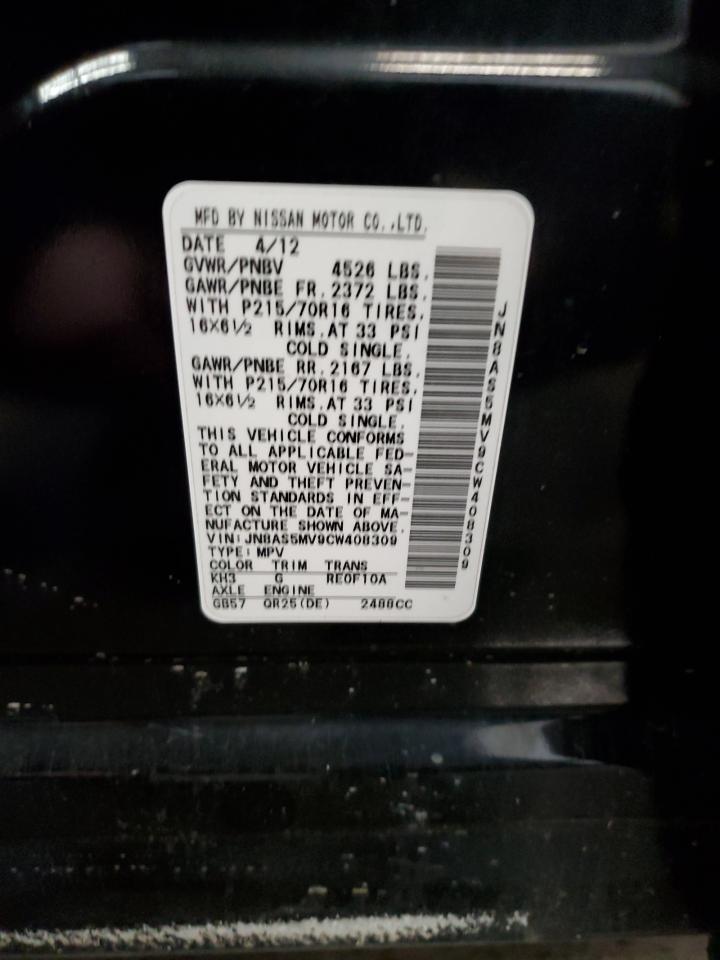 MFD BY NISSAN MOTOR CO.,LTD.
DATE 4/12
GVWR/PNBV 4526 LBS.
GAWR/PNBE FR. 2372 LBS.
WITH P215/70R16 TIRES.
16X6½ RIMS.AT 33 PSI
COLD SINGLE.
GAWR/PNBE RR. 2167 LBS.
WITH P215/70R16 TIRES.
16X6½ RIMS.AT 33 PSI
COLD SINGLE.
THIS VEHICLE CONFORMS
TO ALL APPLICABLE FED-
ERAL MOTOR VEHICLE SA-
FETY AND THEFT PREVEN-
TION STANDARDS IN EFF-
ECT ON THE DATE OF MA-
NUFACTURE SHOWN ABOVE.
VIN:JN8AS5MV9CW408309
TYPE:MPV
COLOR TRIM TRANS
KH3 G RE0F10A
AXLE ENGINE
GB57 QR25(DE) 2488CC
JN8AS5MV9CW408309